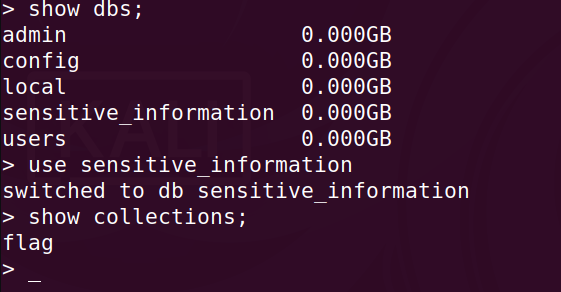 > show dbs;
admin                  0.000GB
config                 0.000GB
local                  0.000GB
sensitive_information  0.000GB
users                  0.000GB
> use sensitive_information
switched to db sensitive_information
> show collections;
flag
> _